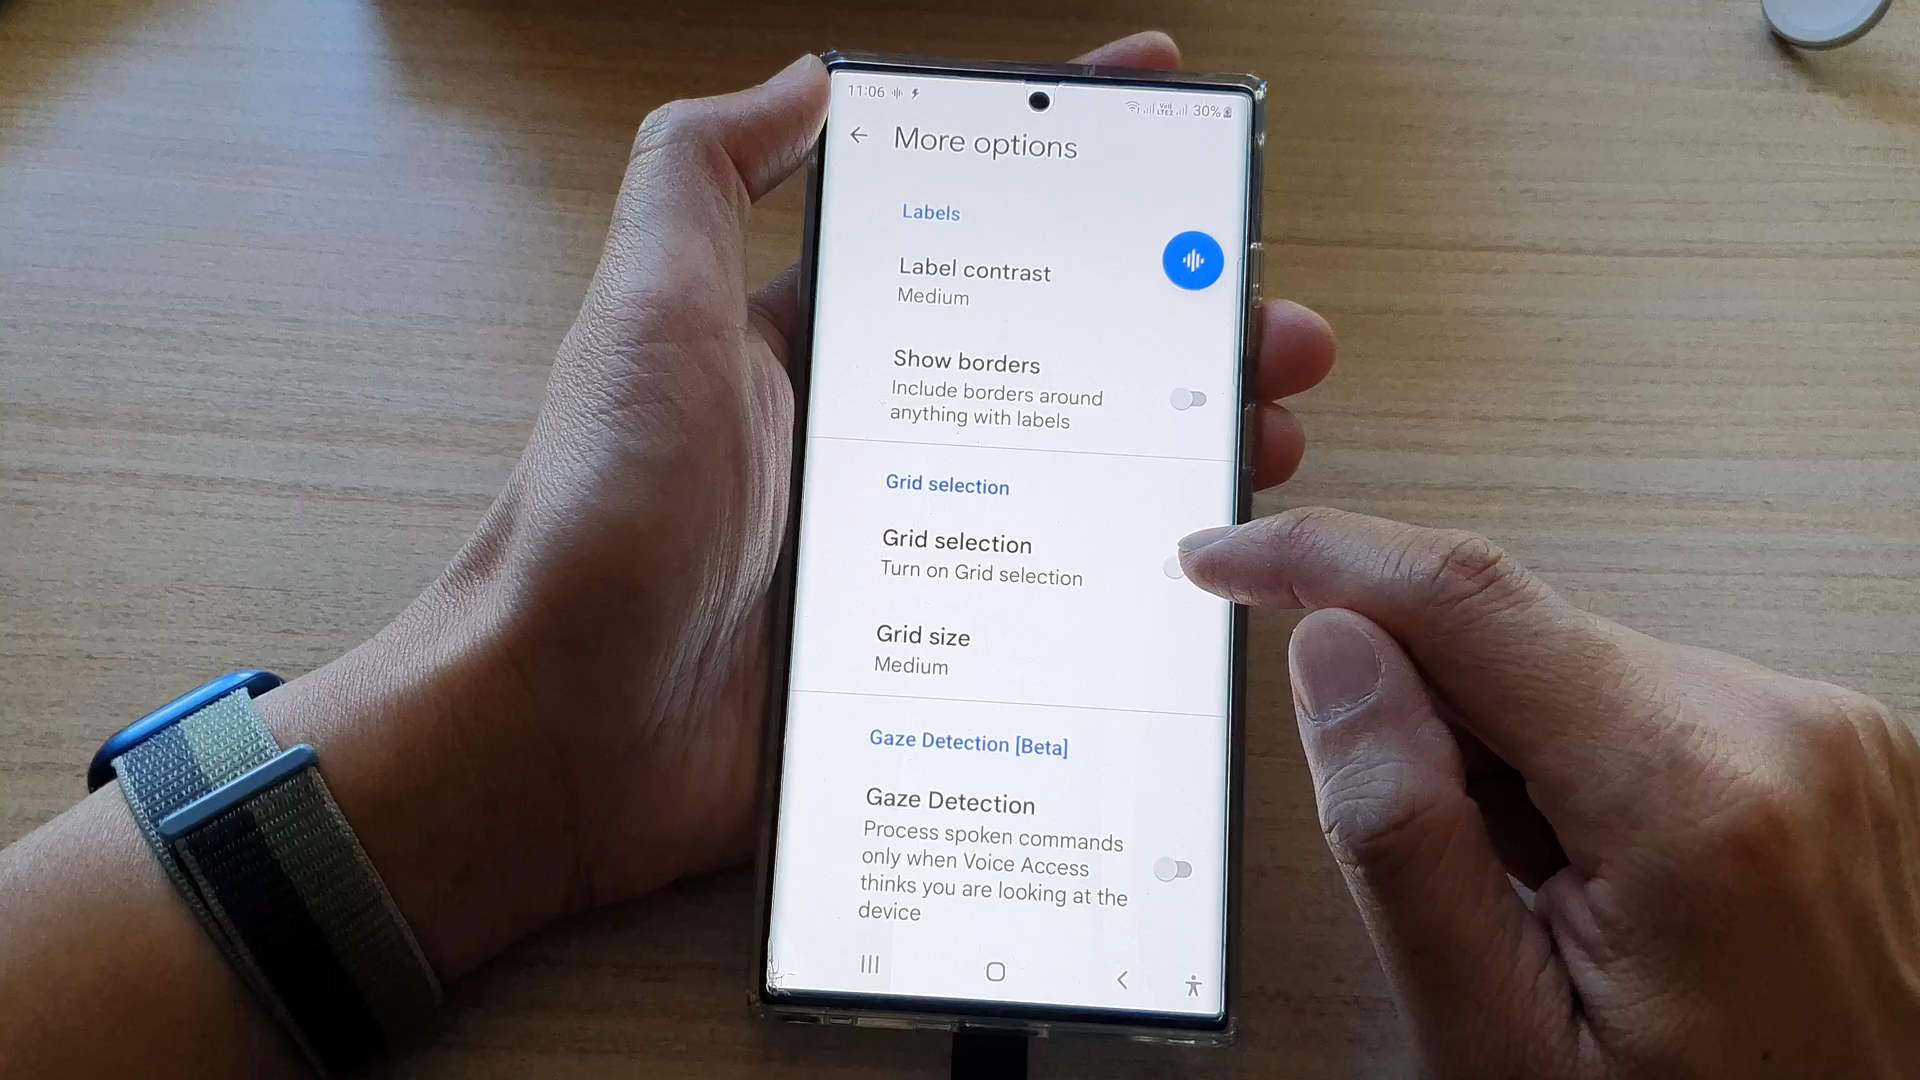 11:06
30%
More options
Labels
Label contrast
Medium
Show borders
Include borders around
anything with labels
Grid selection
Grid selection
Turn on Grid selection
Grid size
Medium
Gaze Detection [Beta]
Gaze Detection
Process spoken commands
only when Voice Access
thinks you are looking at the
device